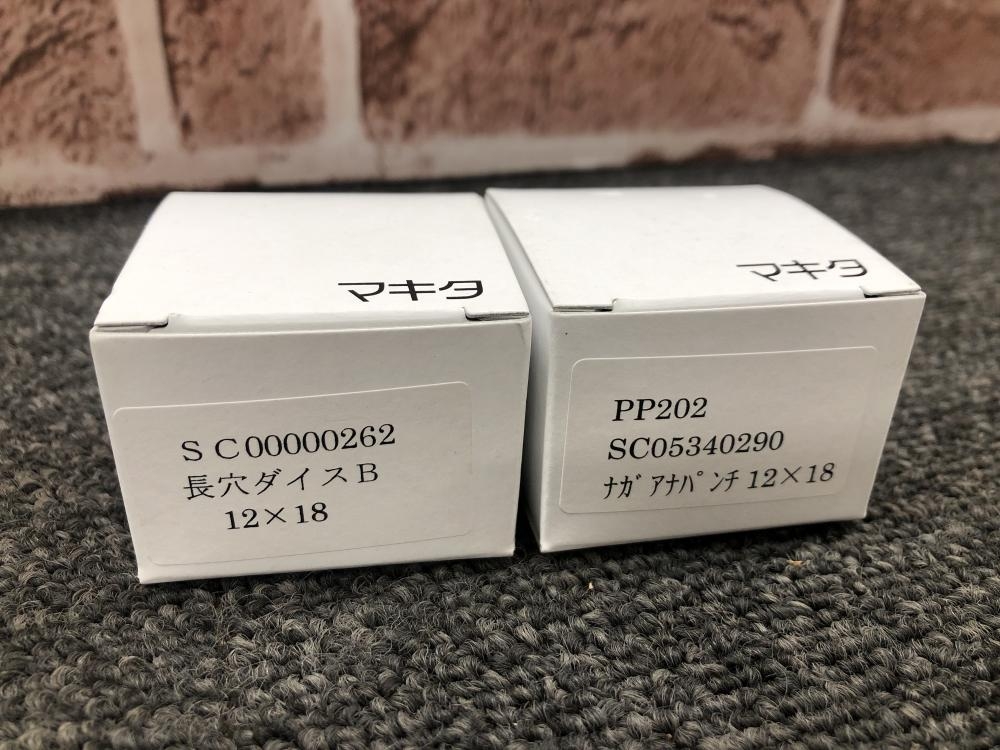 マキタ
ＳＣ00000262
長穴ダイスＢ
12×18
マキタ
PP202
SC05340290
ﾅｶﾞｱﾅﾊﾟﾝﾁ 12×18